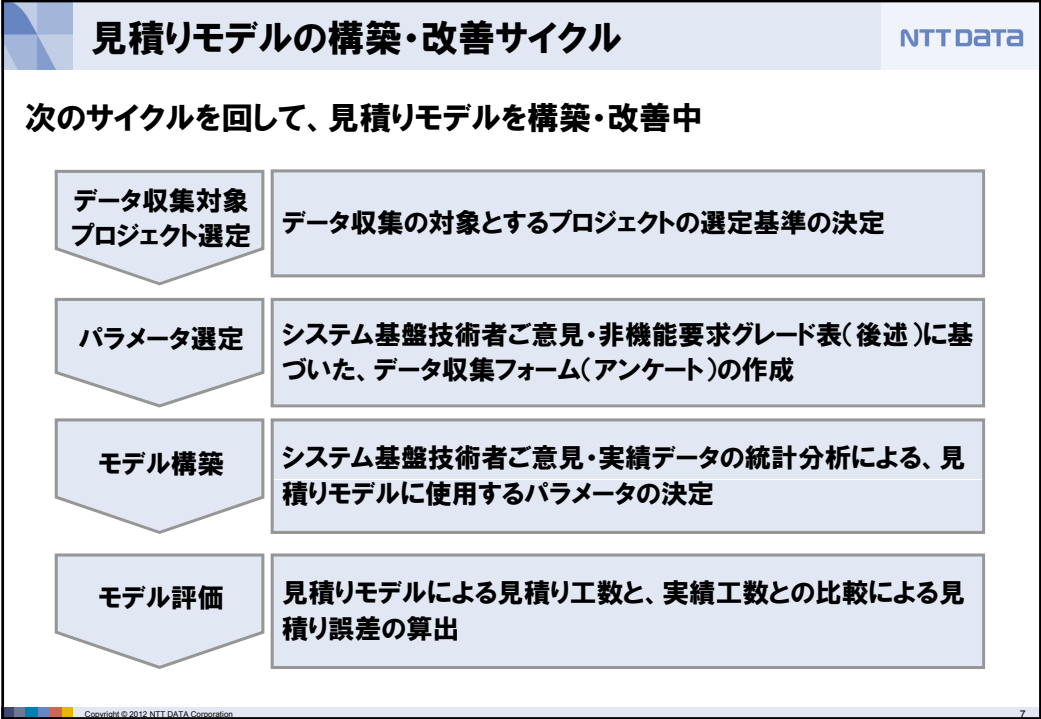 見積りモデルの構築・改善サイクル
NTT DATA
次のサイクルを回して、見積りモデルを構築・改善中
データ収集対象
プロジェクト選定
データ収集の対象とするプロジェクトの選定基準の決定
パラメータ選定
システム基盤技術者ご意見・非機能要求グレード表(後述)に基
づいた、データ収集フォーム(アンケート)の作成
モデル構築
システム基盤技術者ご意見・実績データの統計分析による、見
積りモデルに使用するパラメータの決定
モデル評価
見積りモデルによる見積り工数と、実績工数との比較による見
積り誤差の算出
Copyright © 2012 NTT DATA Corporation
7